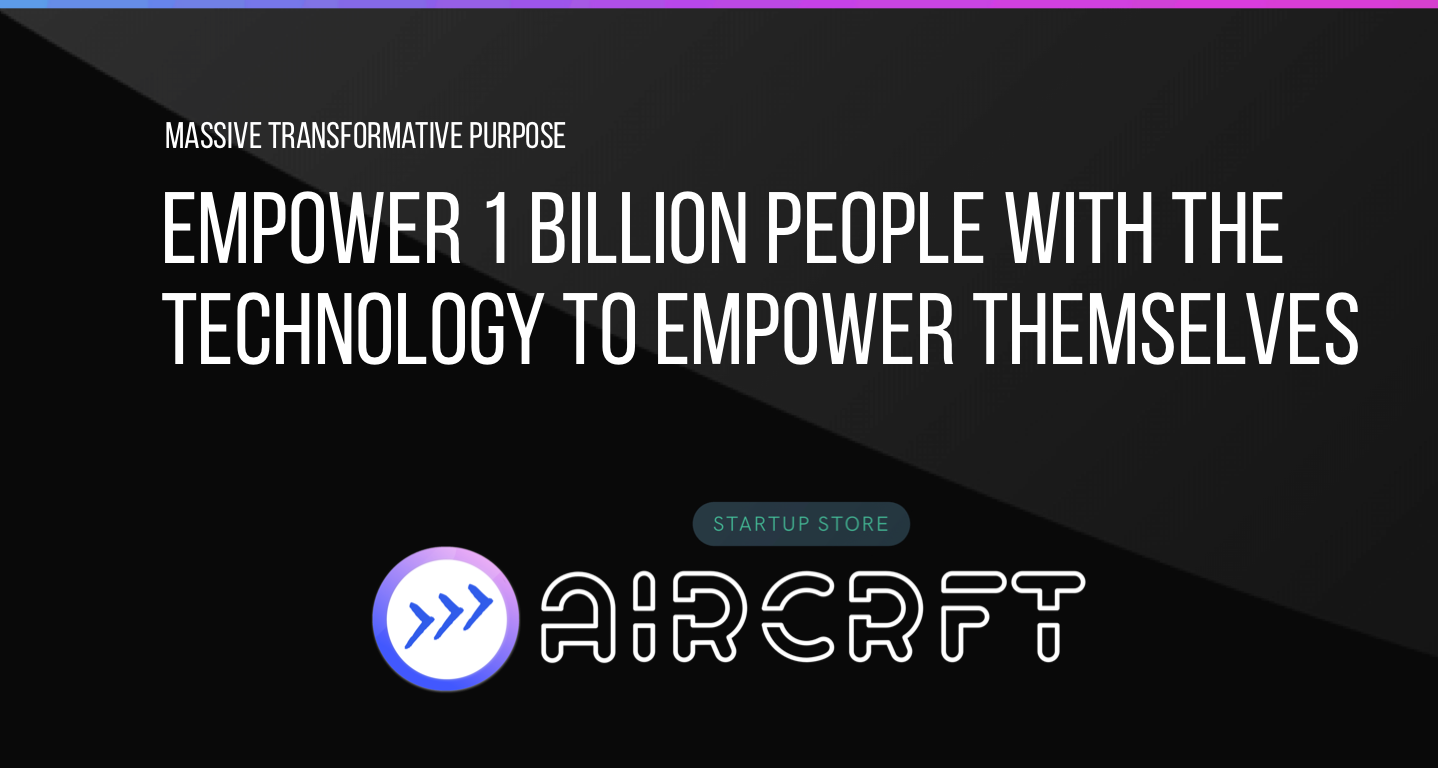 MASSIVE TRANSFORMATIVE PURPOSE
EMPOWER 1 BILLION PEOPLE WITH THE
TECHNOLOGY TO EMPOWER THEMSELVES
STARTUP STORE
AIRCRFT